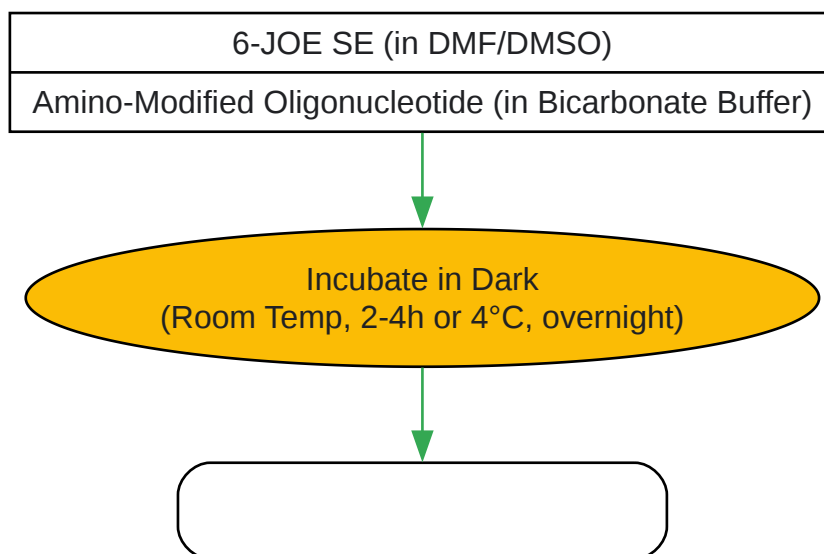 6-JOE SE (in DMF/DMSO)
Amino-Modified Oligonucleotide (in Bicarbonate Buffer)
Incubate in Dark
(Room Temp, 2-4h or 4°C, overnight)